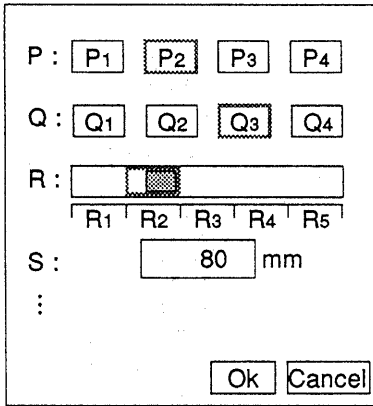 P : P1 P2 P3 P4
Q : Q1 Q2 Q3 Q4
R :
R1 R2 R3 R4 R5
S : 80 mm
⋮
Ok Cancel